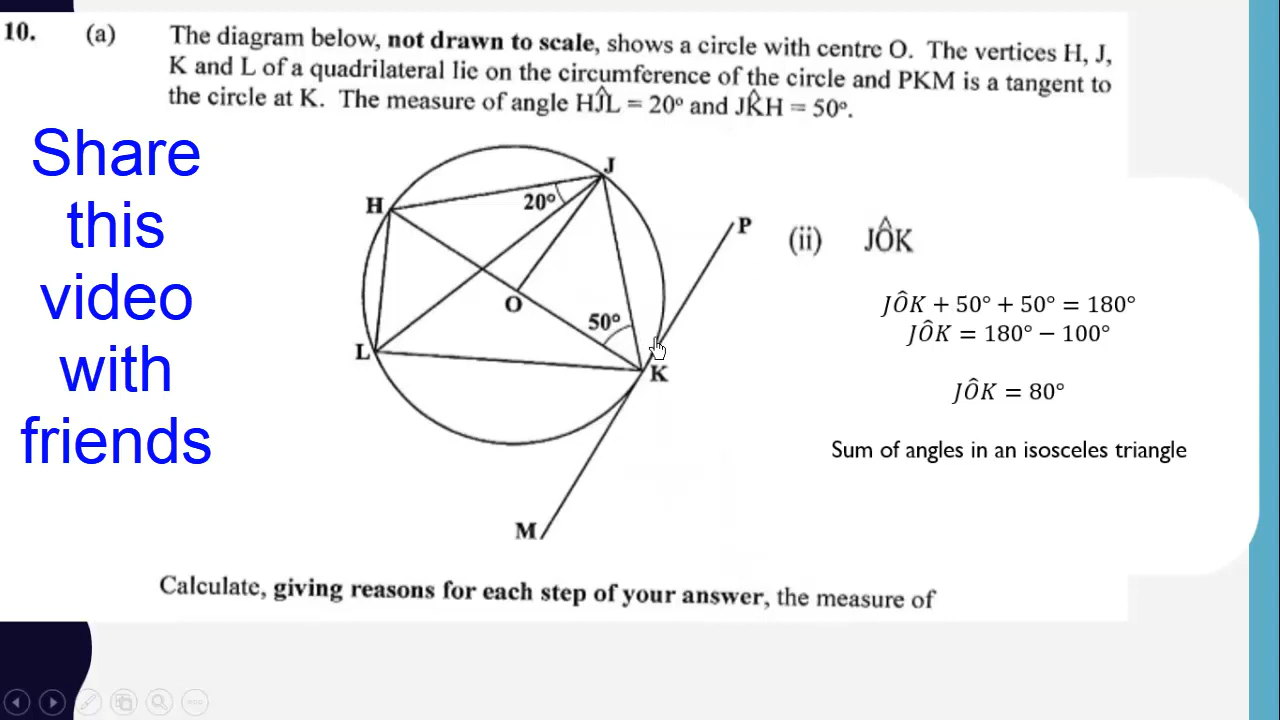 10. (a) The diagram below, not drawn to scale, shows a circle with centre O. The vertices H, J,
K and L of a quadrilateral lie on the circumference of the circle and PKM is a tangent to
the circle at K. The measure of angle HĴL = 20° and JK̂H = 50°.
Share
this
video
with
friends
J
H
20°
P
O
50°
L
K
M
(ii) JÔK
JÔK + 50° + 50° = 180°
JÔK = 180° − 100°
JÔK = 80°
Sum of angles in an isosceles triangle
Calculate, giving reasons for each step of your answer, the measure of